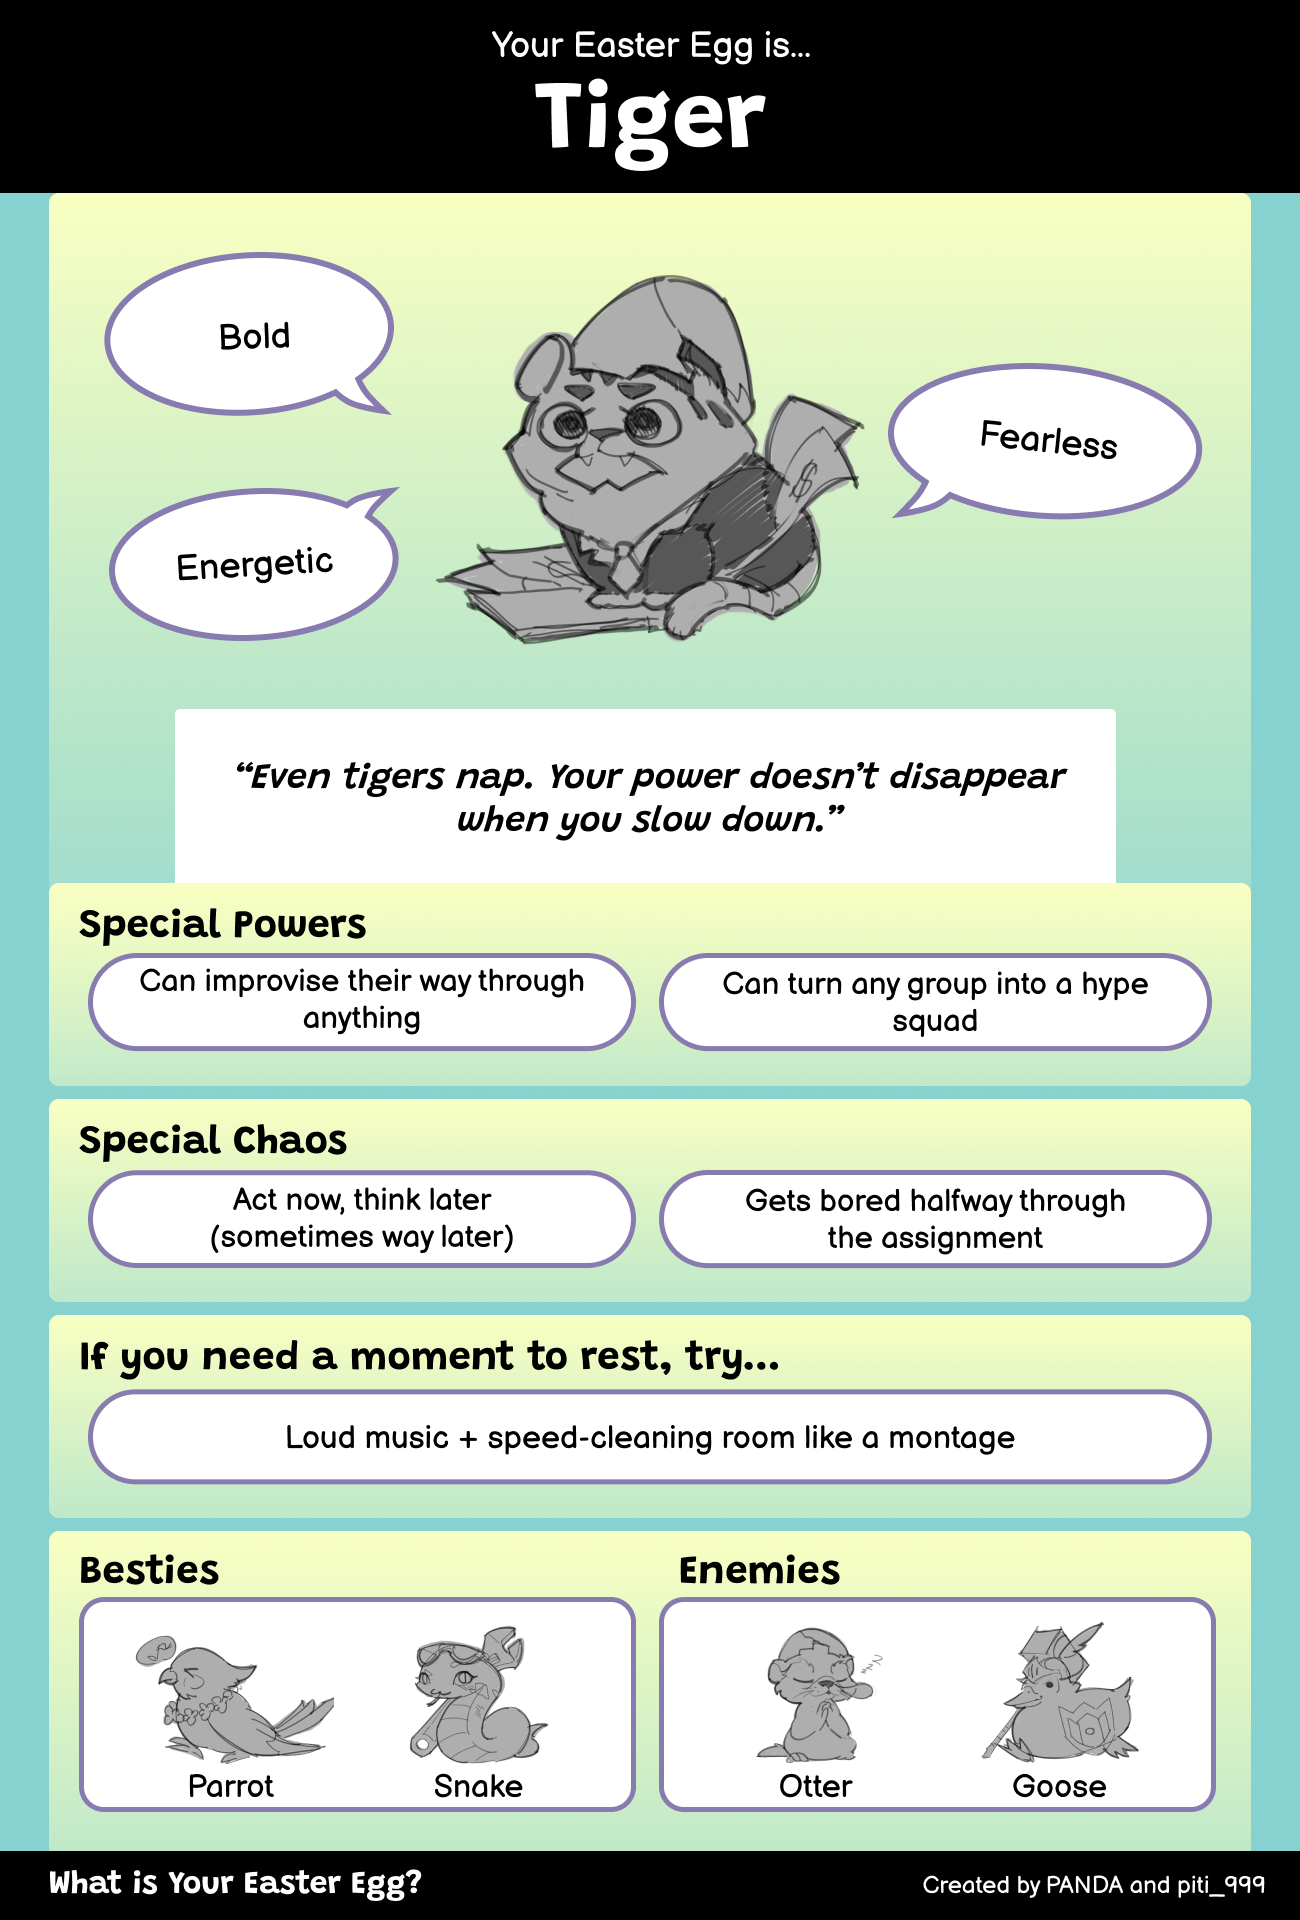 Your Easter Egg is...
Tiger
Bold
Fearless
Energetic
$
“Even tigers nap. Your power doesn’t disappear
when you slow down.”
Special Powers
Can improvise their way through
anything
Can turn any group into a hype
squad
Special Chaos
Act now, think later
(sometimes way later)
Gets bored halfway through
the assignment
If you need a moment to rest, try...
Loud music + speed-cleaning room like a montage
Besties
Enemies
zzz
Parrot
Snake
Otter
Goose
What is Your Easter Egg?
Created by PANDA and piti_999